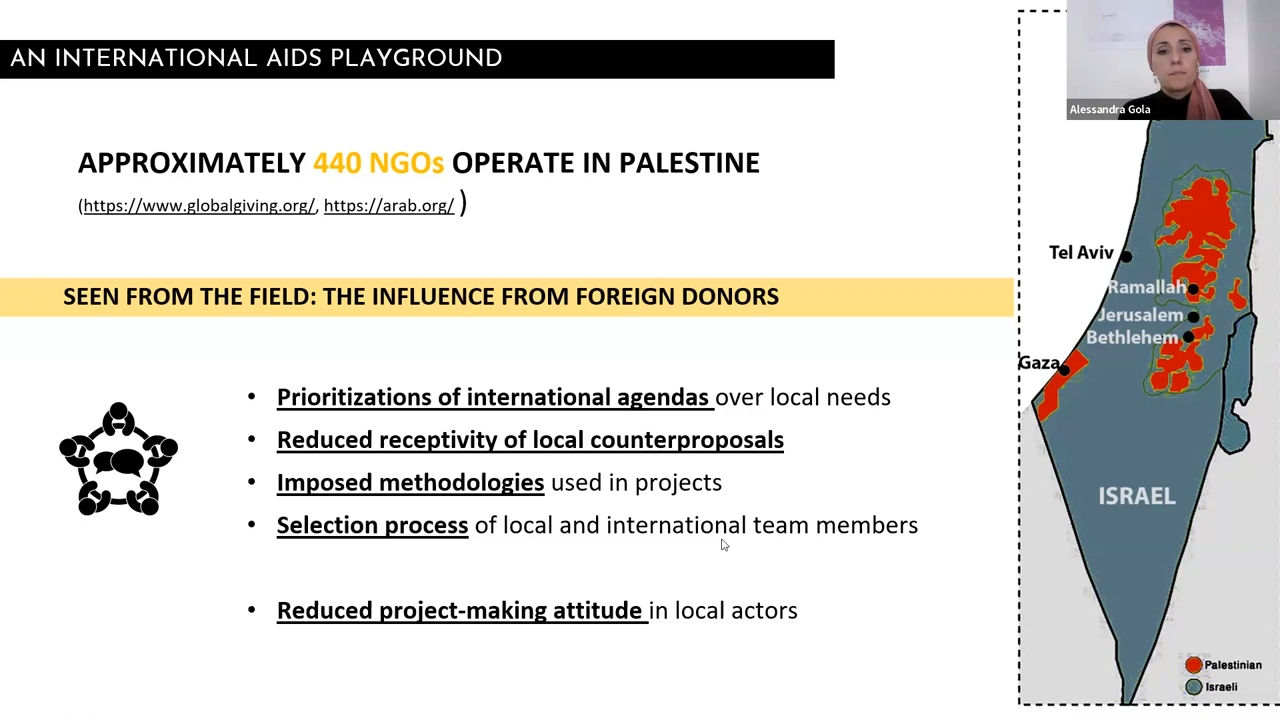 AN INTERNATIONAL AIDS PLAYGROUND
Alessandra Gola
APPROXIMATELY 440 NGOs OPERATE IN PALESTINE
(https://www.globalgiving.org/, https://arab.org/ )
SEEN FROM THE FIELD: THE INFLUENCE FROM FOREIGN DONORS
• Prioritizations of international agendas over local needs
• Reduced receptivity of local counterproposals
• Imposed methodologies used in projects
• Selection process of local and international team members
• Reduced project-making attitude in local actors
Tel Aviv
Ramallah
Jerusalem
Bethlehem
Gaza
ISRAEL
Palestinian
Israeli